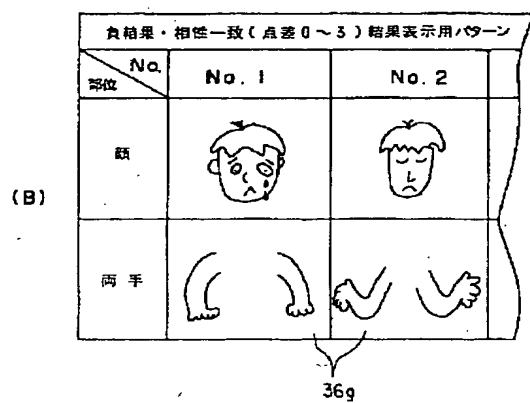 負結果・相性一致(点差0〜3)結果表示用パターン
No.
部位
No. 1
No. 2
顔
(B)
両手
36g